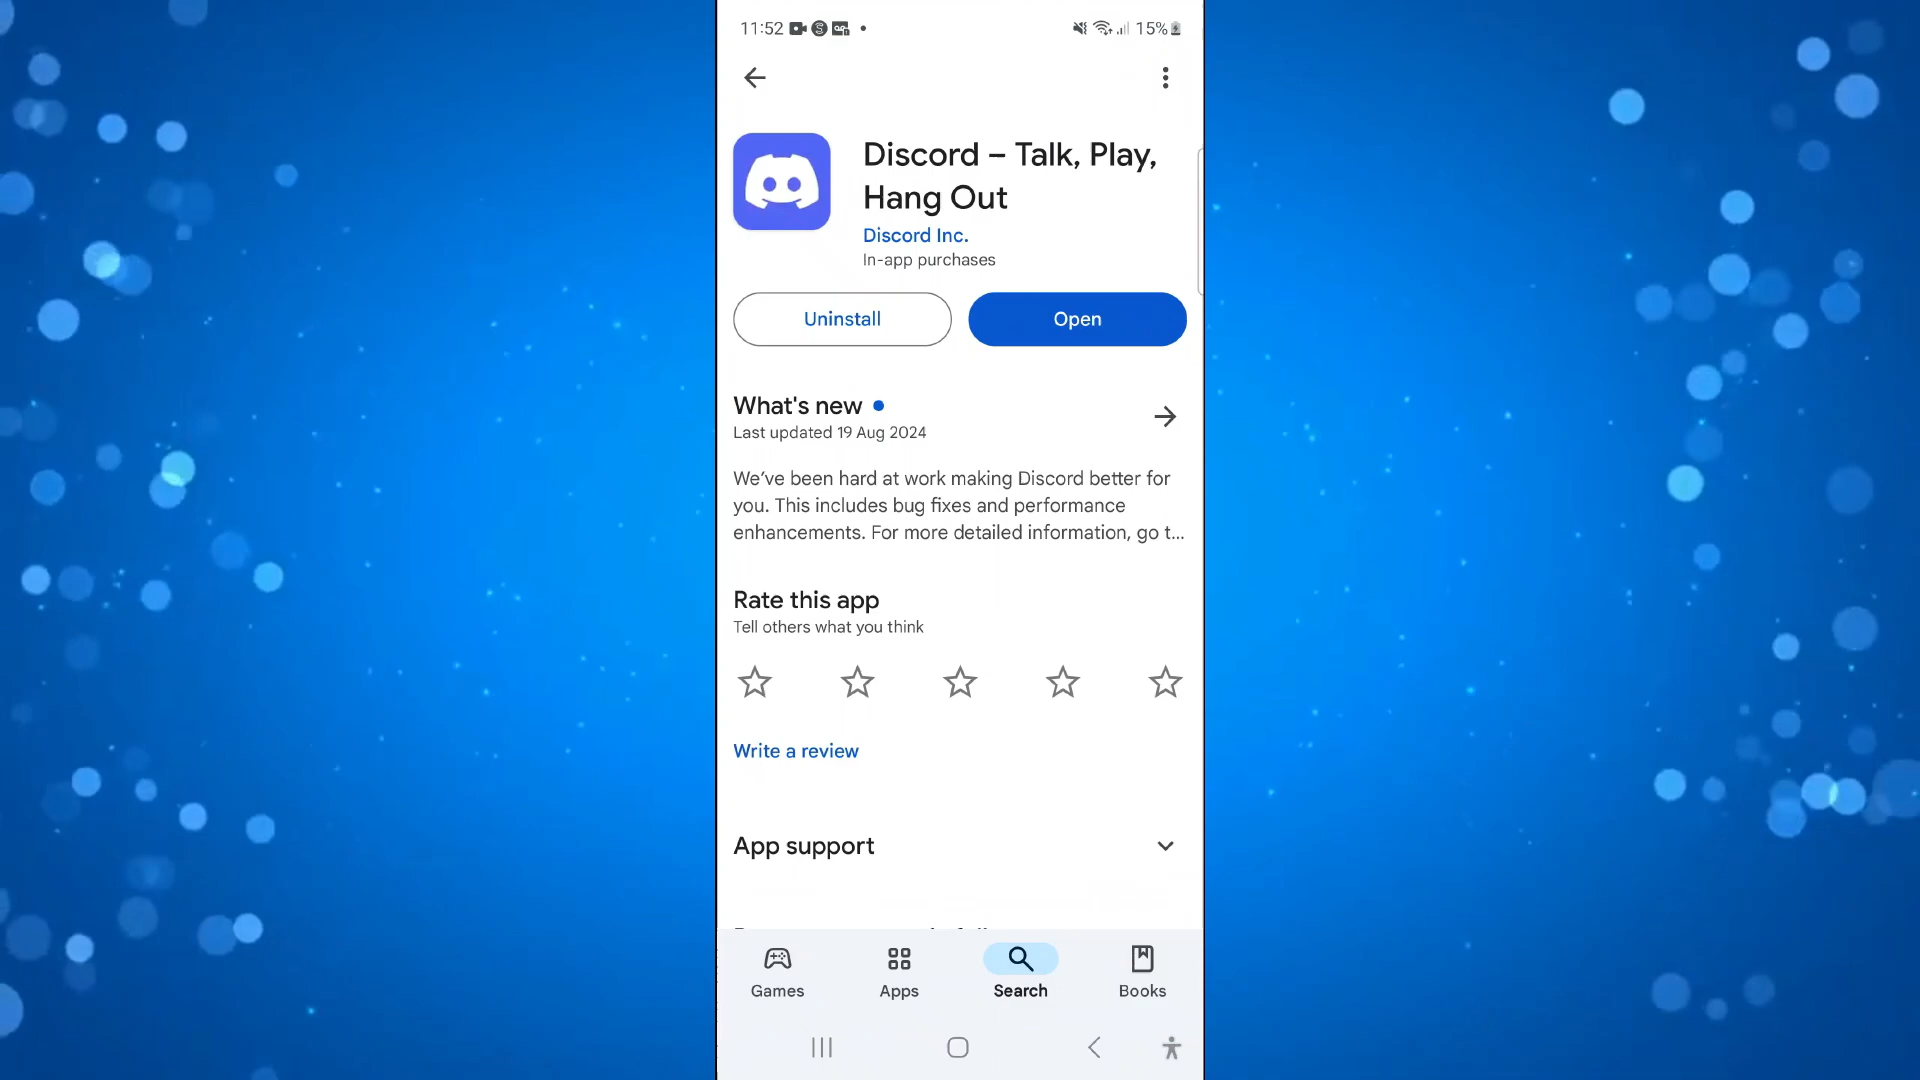 11:52
15%
Discord – Talk, Play,
Hang Out
Discord Inc.
In-app purchases
Uninstall
Open
What's new
Last updated 19 Aug 2024
We’ve been hard at work making Discord better for
you. This includes bug fixes and performance
enhancements. For more detailed information, go t...
Rate this app
Tell others what you think
Write a review
App support
Games
Apps
Search
Books